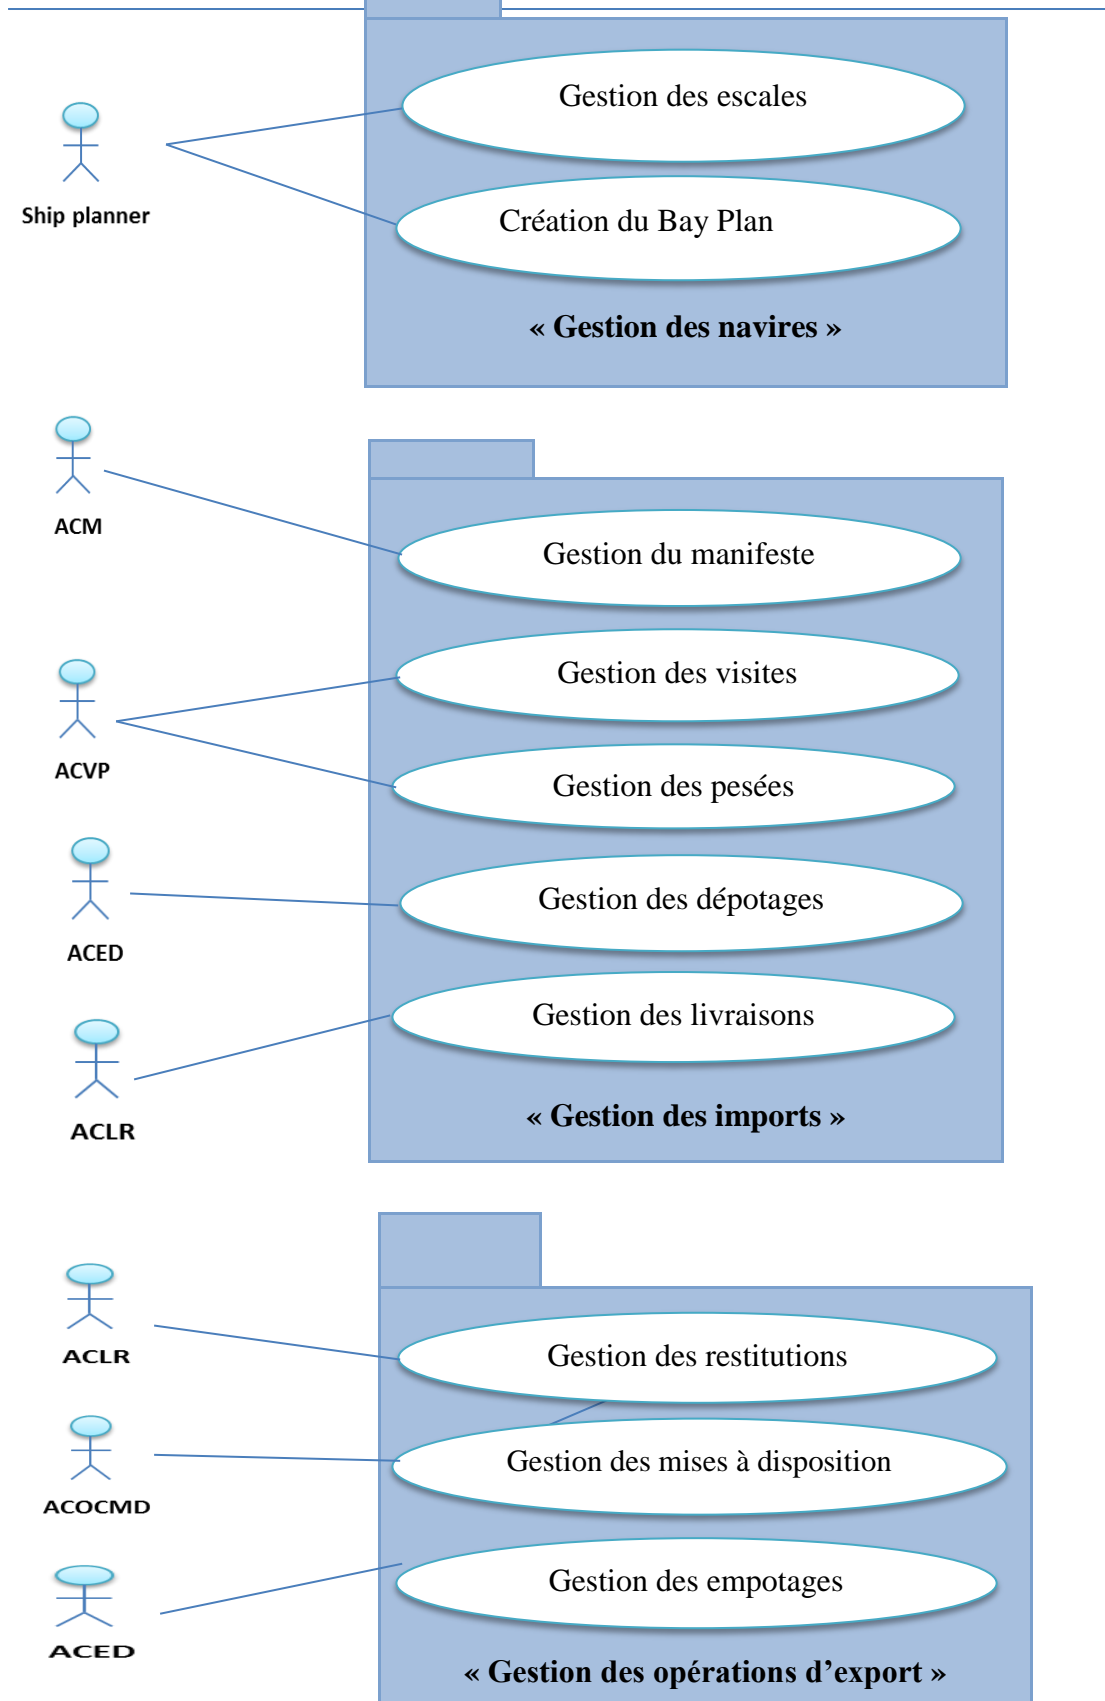 Gestion des escales
Ship planner
Création du Bay Plan
« Gestion des navires »
ACM
Gestion du manifeste
Gestion des visites
ACVP
Gestion des pesées
Gestion des dépotages
ACED
Gestion des livraisons
ACLR
« Gestion des imports »
Gestion des restitutions
ACLR
Gestion des mises à disposition
ACOCMD
Gestion des empotages
ACED
« Gestion des opérations d’export »